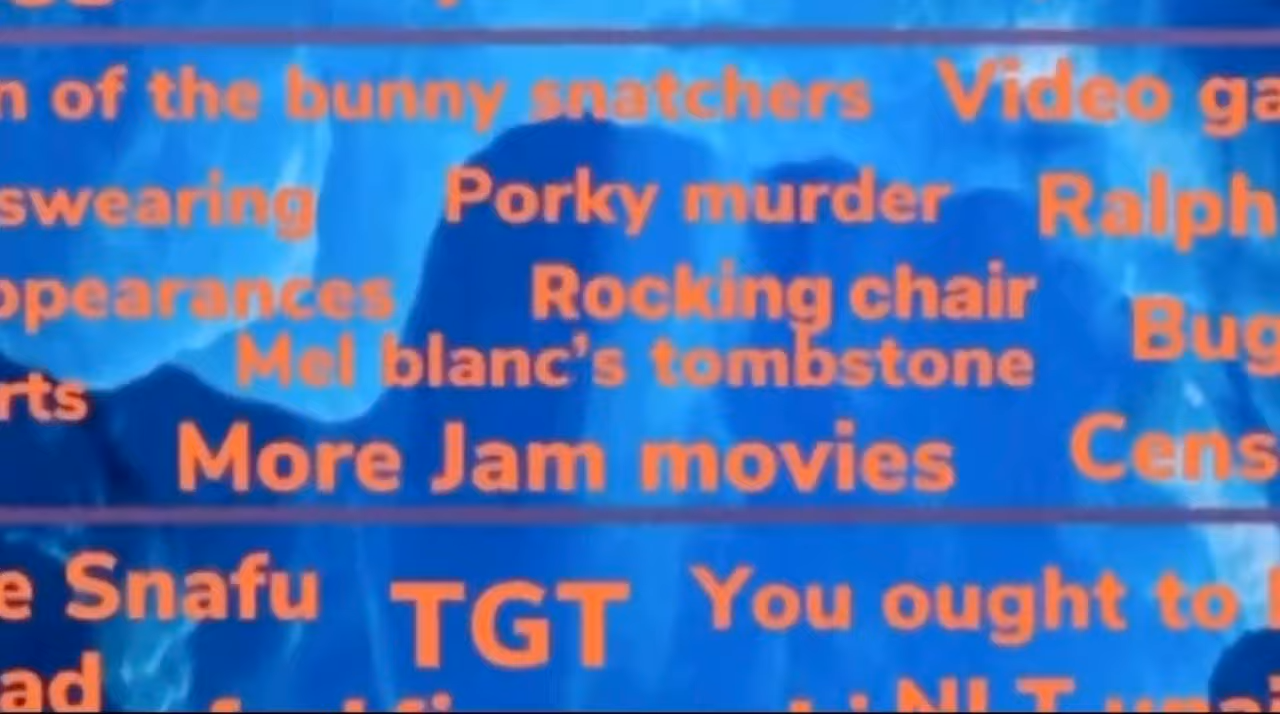 of the bunny snatchers Video
swearing Porky murder Ralph
Rocking chair
Mel blanc's tombstone
More Jam movies
Snafu TGT You ought to